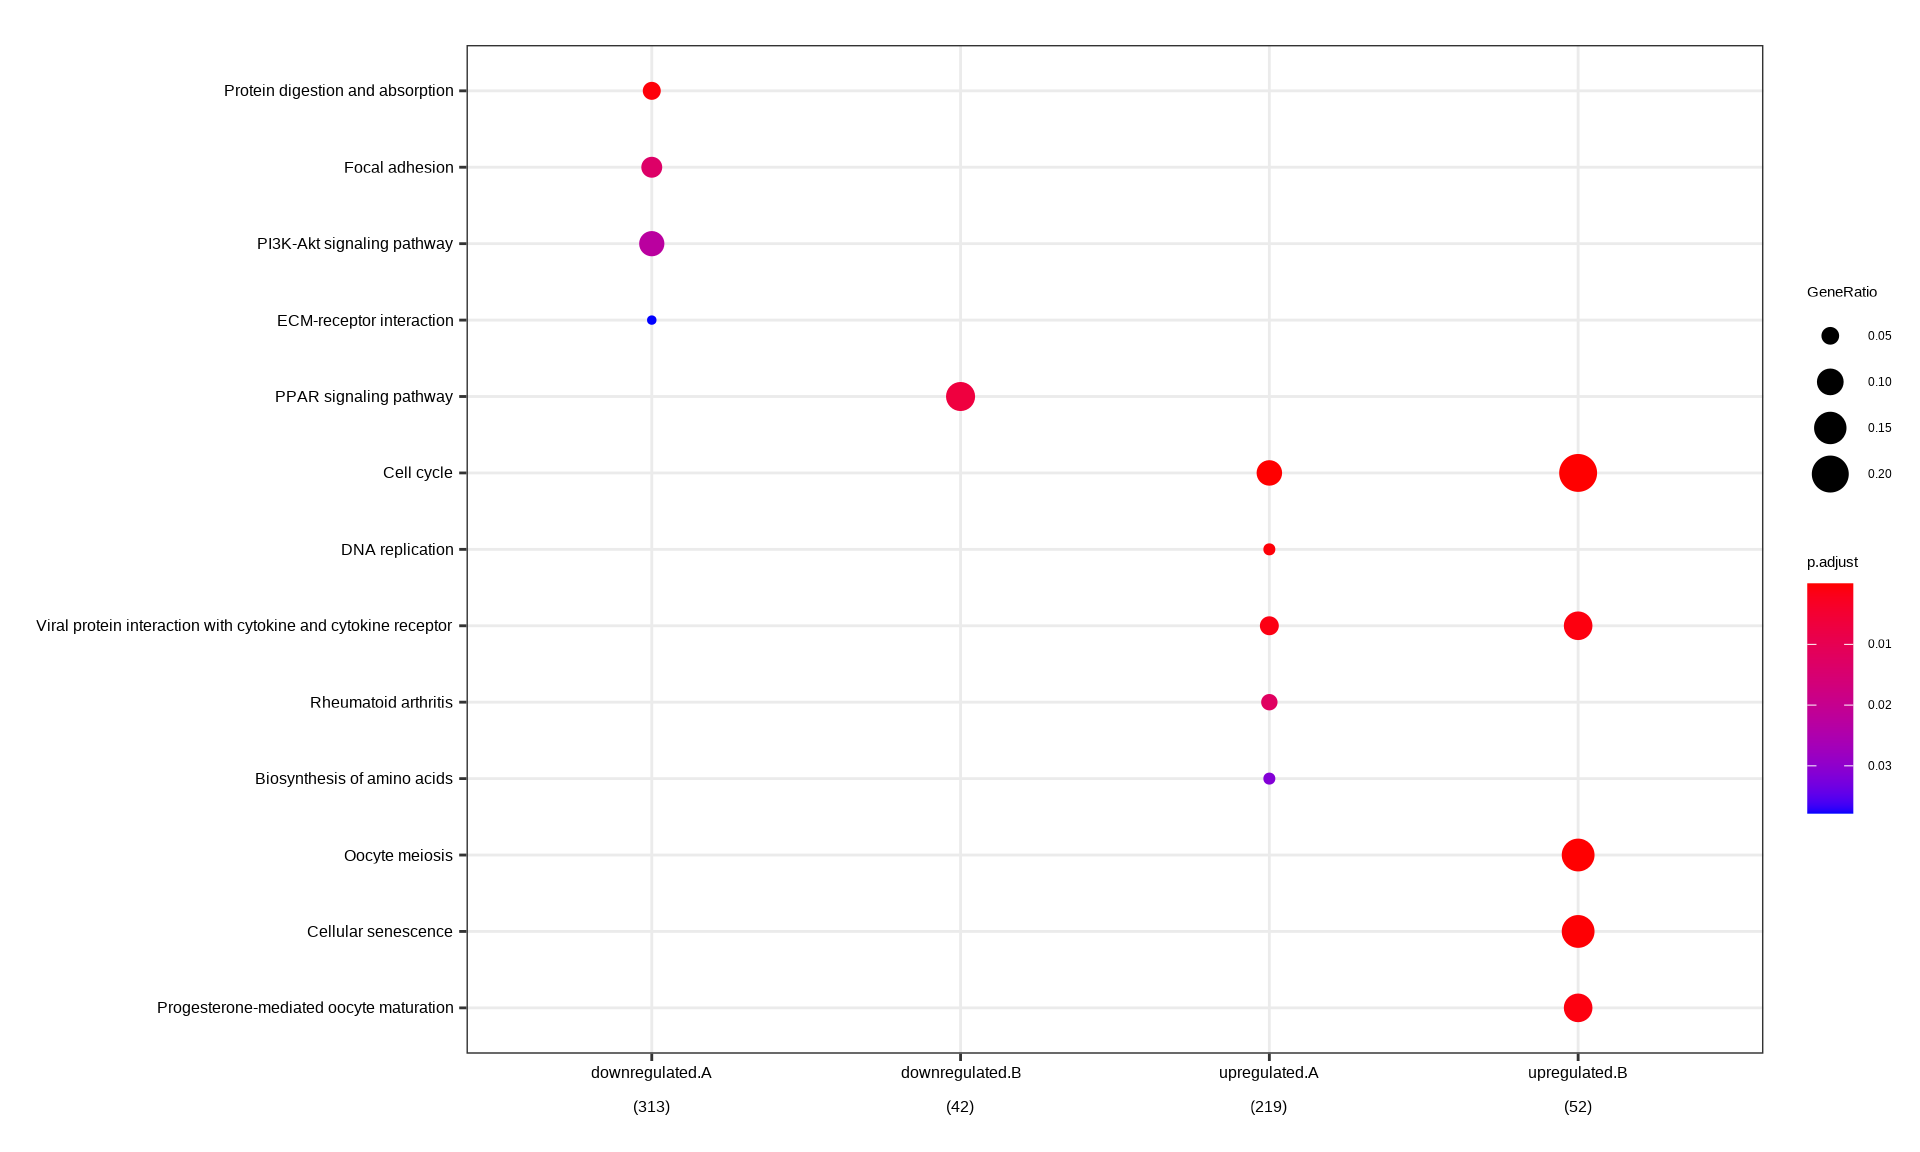 Protein digestion and absorption
Focal adhesion
PI3K-Akt signaling pathway
ECM-receptor interaction
PPAR signaling pathway
Cell cycle
DNA replication
Viral protein interaction with cytokine and cytokine receptor
Rheumatoid arthritis
Biosynthesis of amino acids
Oocyte meiosis
Cellular senescence
Progesterone-mediated oocyte maturation
downregulated.A
(313)
downregulated.B
(42)
upregulated.A
(219)
upregulated.B
(52)
GeneRatio
0.05
0.10
0.15
0.20
p.adjust
0.01
0.02
0.03